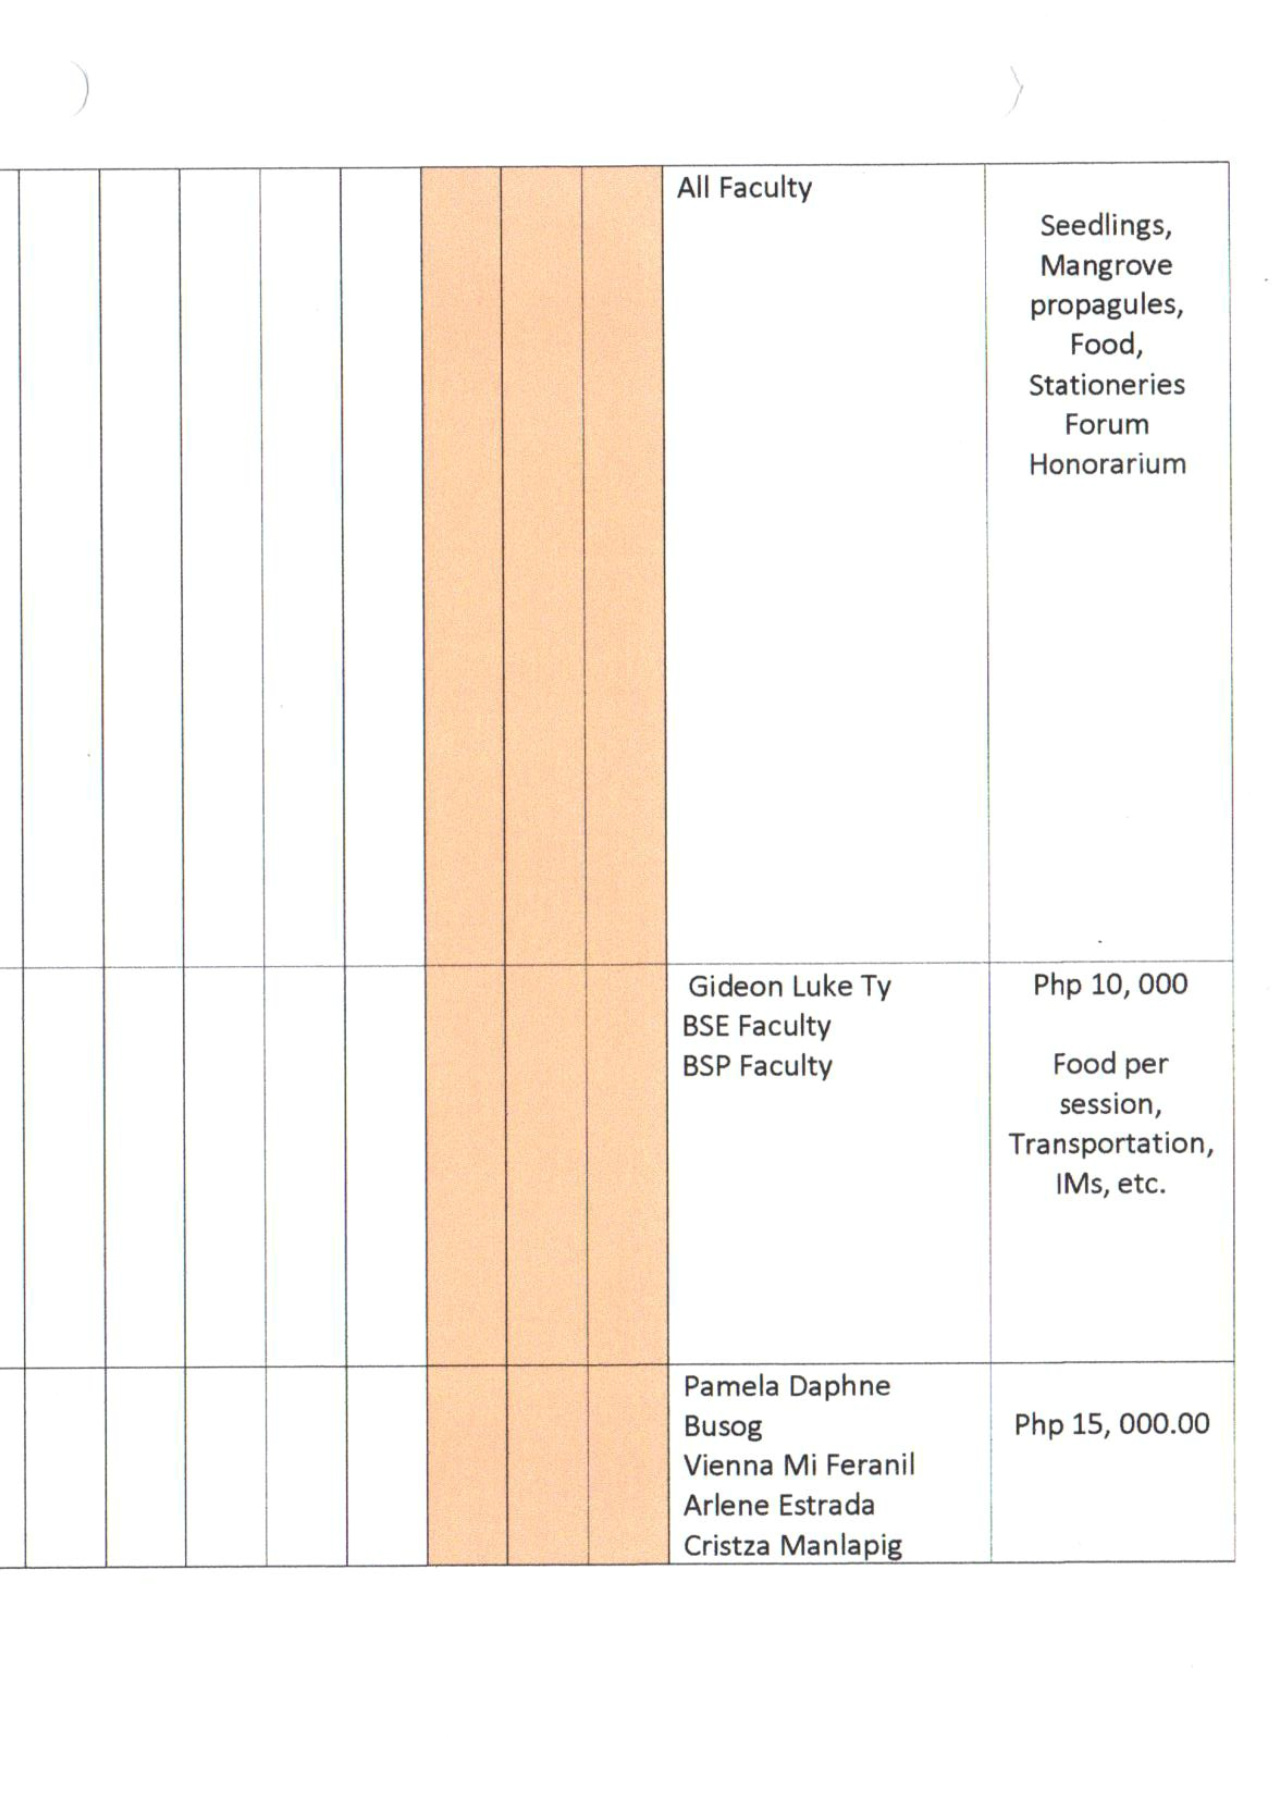 All Faculty
Seedlings,
Mangrove
propagules,
Food,
Stationeries
Forum
Honorarium
Gideon Luke Ty
BSE Faculty
BSP Faculty
Php 10, 000
Food per
session,
Transportation,
IMs, etc.
Pamela Daphne
Busog
Vienna Mi Feranil
Arlene Estrada
Cristza Manlapig
Php 15, 000.00